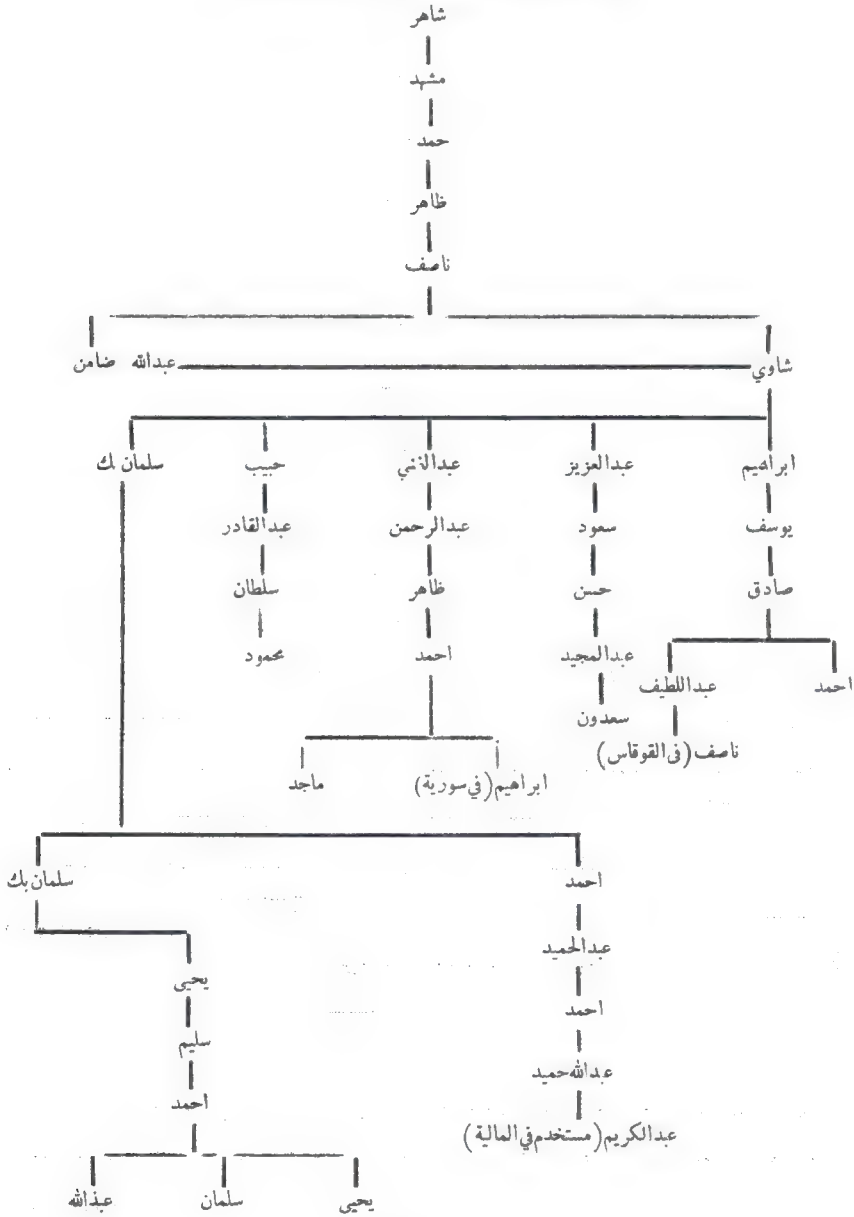 شاهر
مشهد
حمد
ظاهر
ناصف
شاوي عبدالله ضامن
ابراهيم عبدالعزيز عبدالغني حبيب سلمان بك
يوسف سعود عبدالرحمن عبدالقادر
صادق حسن ظاهر سلطان
احمد عبداللطيف عبدالمجيد احمد محمود
سعدون
ناصف (في القوقاس)
ابراهيم (في سورية) ماجد
احمد سلمان بك
عبدالحميد
يحيى
احمد
سليم
عبدالله حميد
احمد
عبدالكريم (مستخدم في المالية)
يحيى سلمان عبدالله